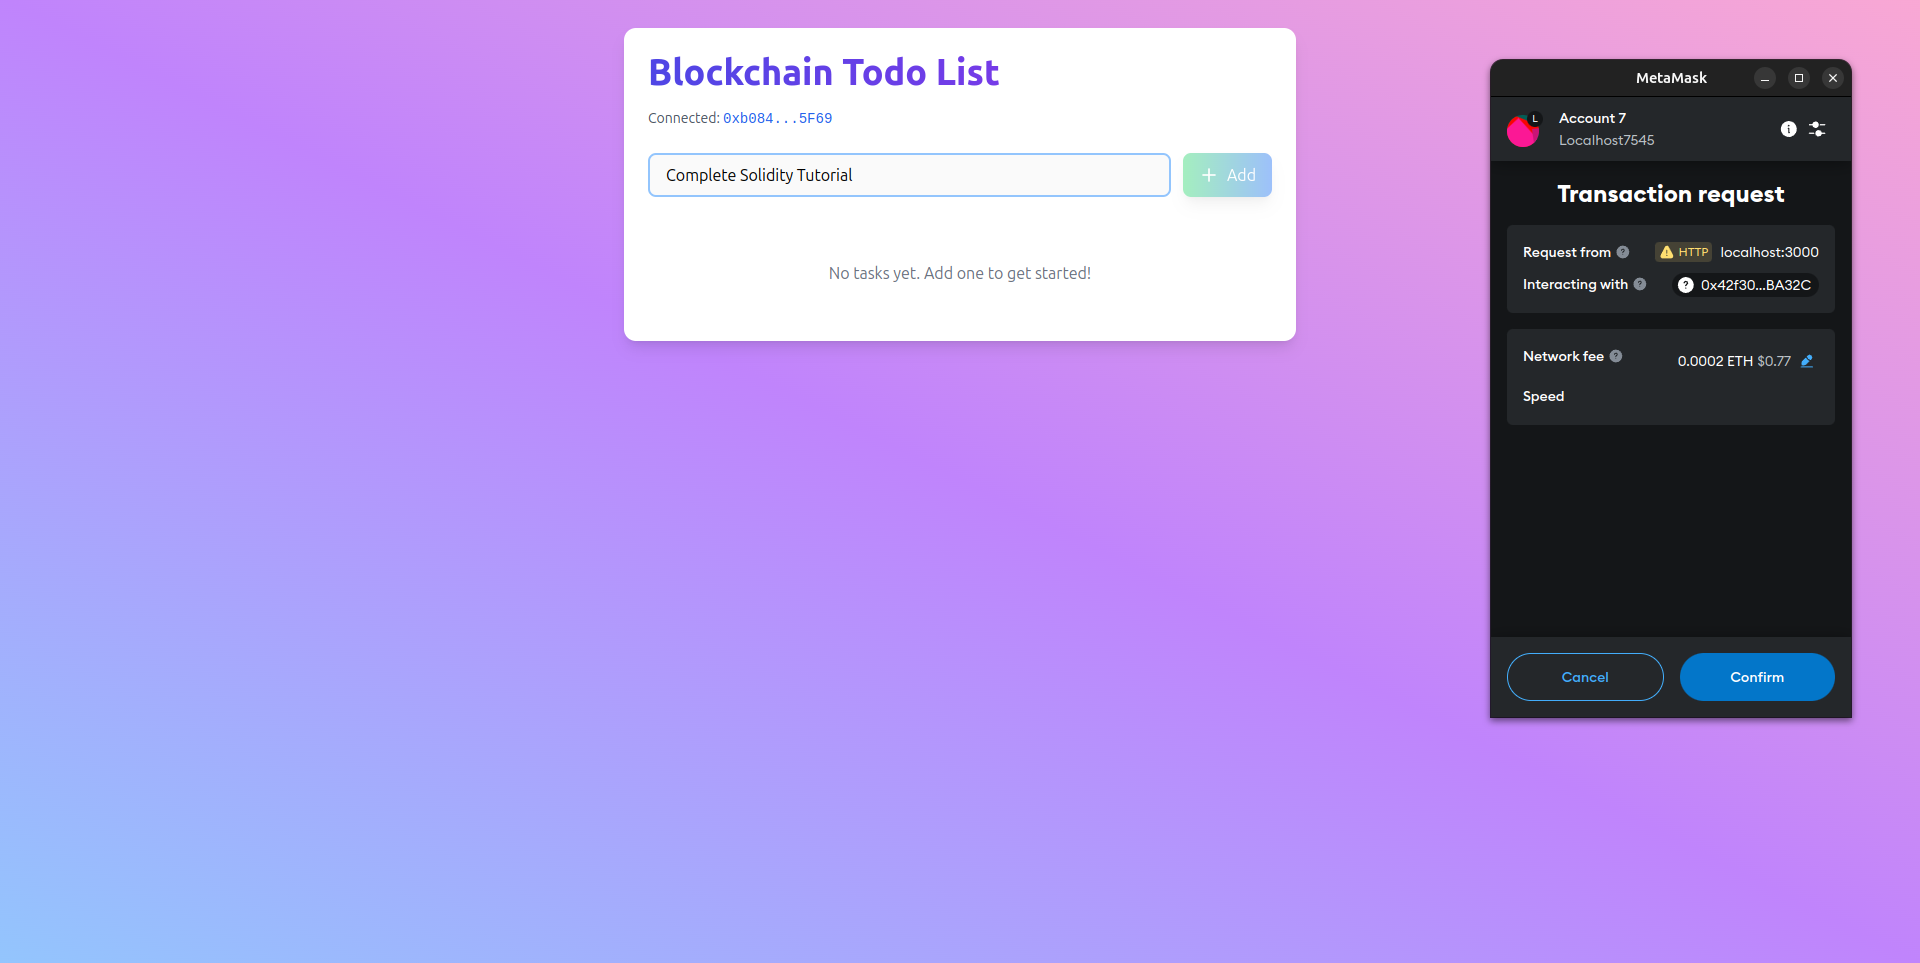 Blockchain Todo List
Connected: 0xb084...5F69
Complete Solidity Tutorial
+ Add
No tasks yet. Add one to get started!
MetaMask
L
Account 7
Localhost7545
Transaction request
Request from ? HTTP localhost:3000
Interacting with ? ? 0x42f30...BA32C
Network fee ? 0.0002 ETH $0.77
Speed
Cancel
Confirm